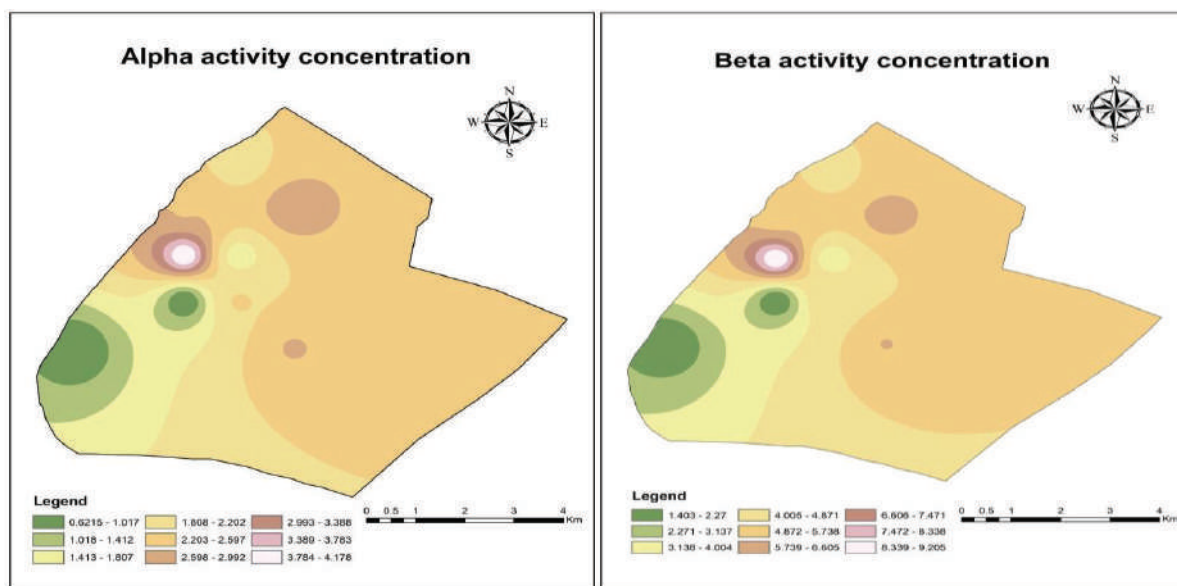 Alpha activity concentration
N
W E
S
Legend
0.6215 - 1.017 1.808 - 2.202 2.993 - 3.388
1.018 - 1.412 2.203 - 2.597 3.389 - 3.783
1.413 - 1.807 2.598 - 2.992 3.784 - 4.178
0 0.5 1 2 3 4
Km
Beta activity concentration
N
W E
S
Legend
1.403 - 2.27 4.005 - 4.871 6.606 - 7.471
2.271 - 3.137 4.872 - 5.738 7.472 - 8.338
3.138 - 4.004 5.739 - 6.605 8.339 - 9.205
0 0.5 1 2 3 4
Km